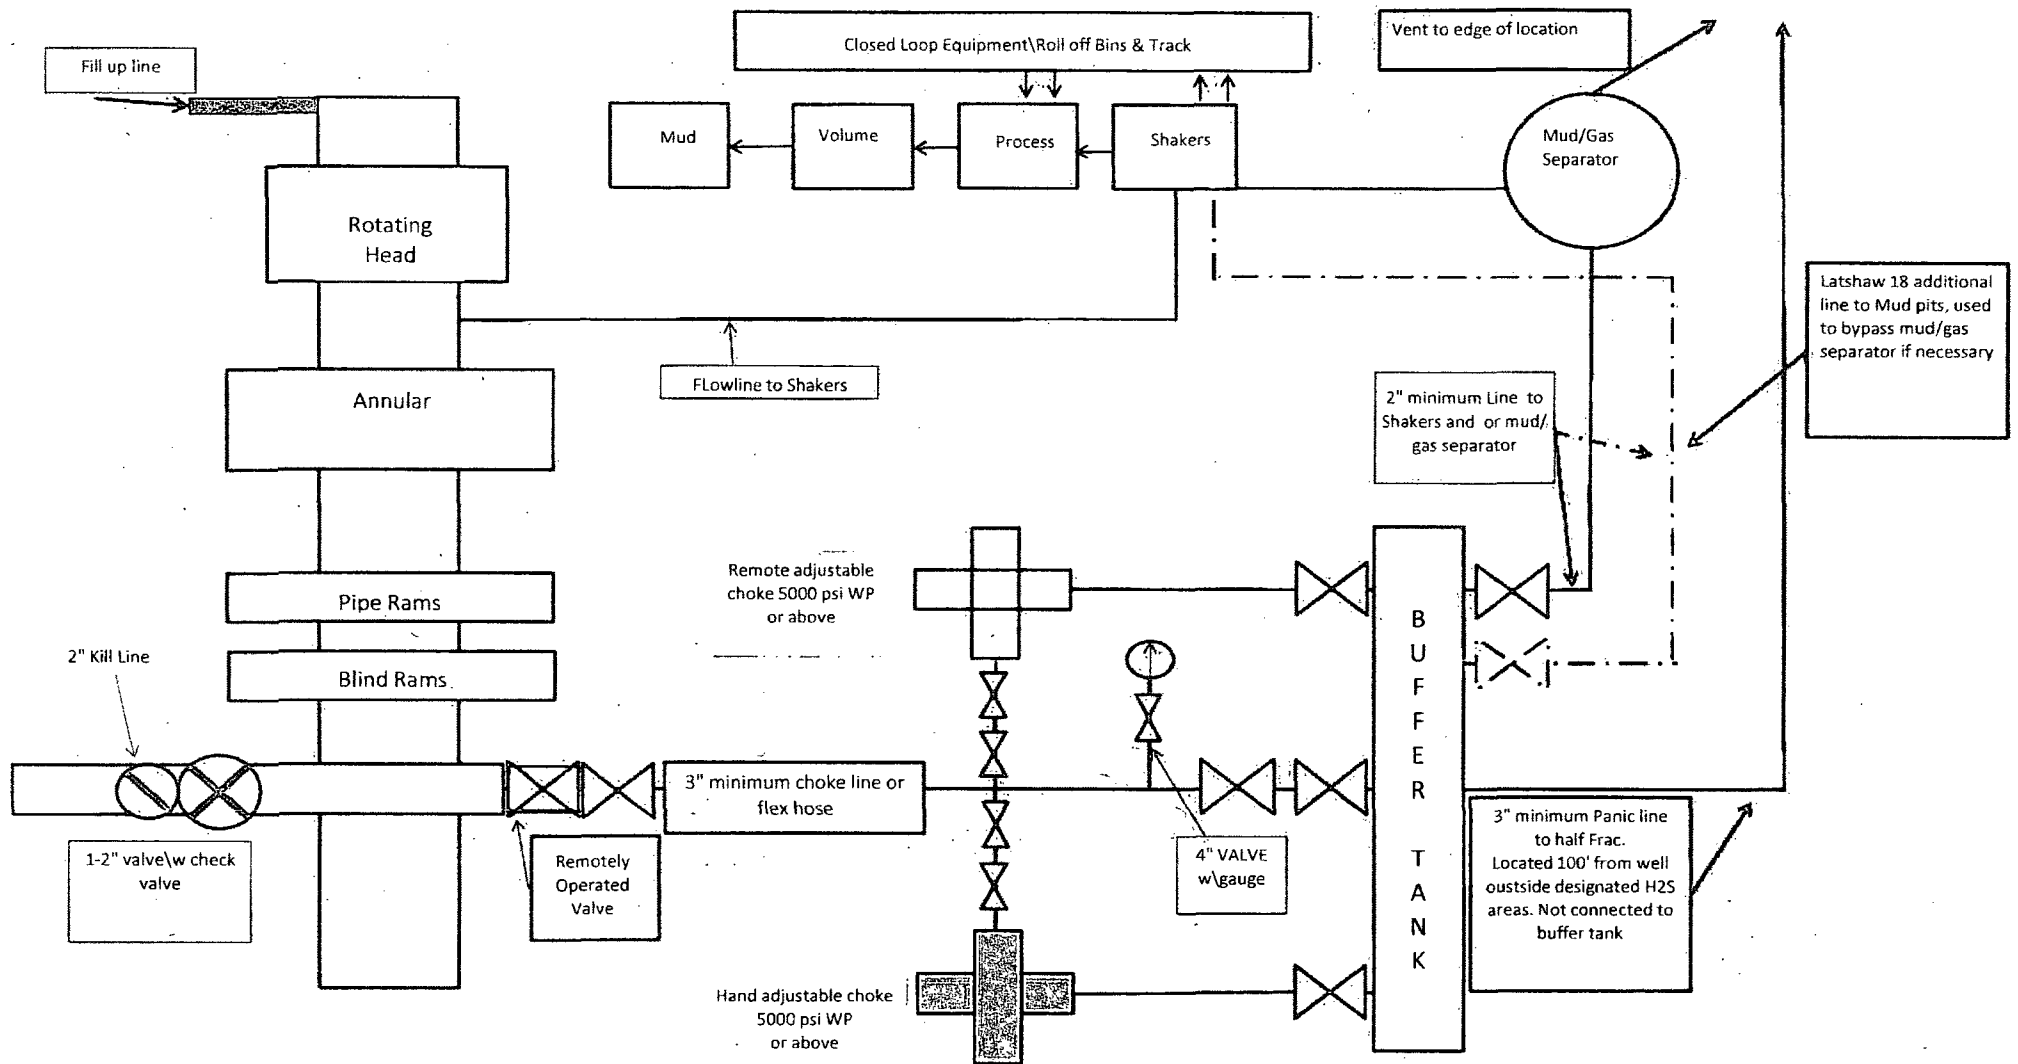 Fill up line
Closed Loop Equipment\Roll off Bins & Track
Vent to edge of location
Mud
Volume
Process
Shakers
Mud/Gas
Separator
Rotating
Head
FLowline to Shakers
Annular
Latshaw 18 additional
line to Mud pits, used
to bypass mud/gas
separator if necessary
2" minimum Line to
Shakers and or mud/
gas separator
Pipe Rams
Blind Rams
Remote adjustable
choke 5000 psi WP
or above
2" Kill Line
1-2" valve\w check
valve
Remotely
Operated
Valve
3" minimum choke line or
flex hose
4" VALVE
w\gauge
B
U
F
F
E
R
T
A
N
K
3" minimum Panic line
to half Frac.
Located 100' from well
oustside designated H2S
areas. Not connected to
buffer tank
Hand adjustable choke
5000 psi WP
or above